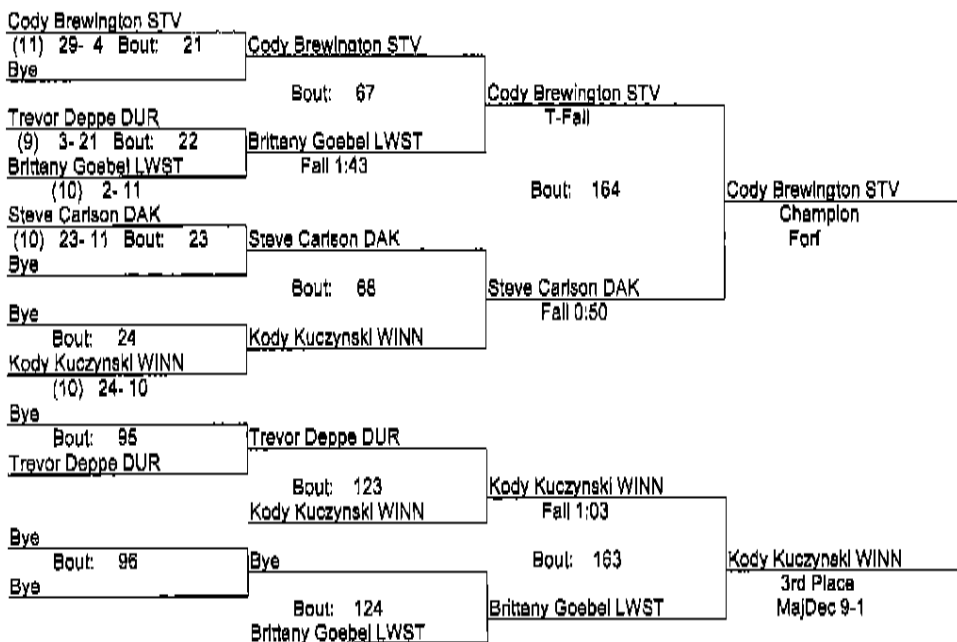 Cody Brewington STV
(11) 29- 4 Bout: 21
Bye
Cody Brewington STV
Bout: 67
Trevor Deppe DUR
(9) 3- 21 Bout: 22
Brittany Goebel LWST
(10) 2- 11
Brittany Goebel LWST
Fall 1:43
Cody Brewington STV
T-Fall
Bout: 164
Steve Carlson DAK
(10) 23- 11 Bout: 23
Bye
Steve Carlson DAK
Bout: 68
Bye
Bout: 24
Kody Kuczynski WINN
(10) 24- 10
Kody Kuczynski WINN
Steve Carlson DAK
Fall 0:50
Cody Brewington STV
Champion
Forf
Bye
Bout: 95
Trevor Deppe DUR
Trevor Deppe DUR
Bout: 123
Kody Kuczynski WINN
Kody Kuczynski WINN
Fall 1:03
Bout: 163
Bye
Bout: 96
Bye
Bye
Bout: 124
Brittany Goebel LWST
Brittany Goebel LWST
Kody Kuczynski WINN
3rd Place
MajDec 9-1